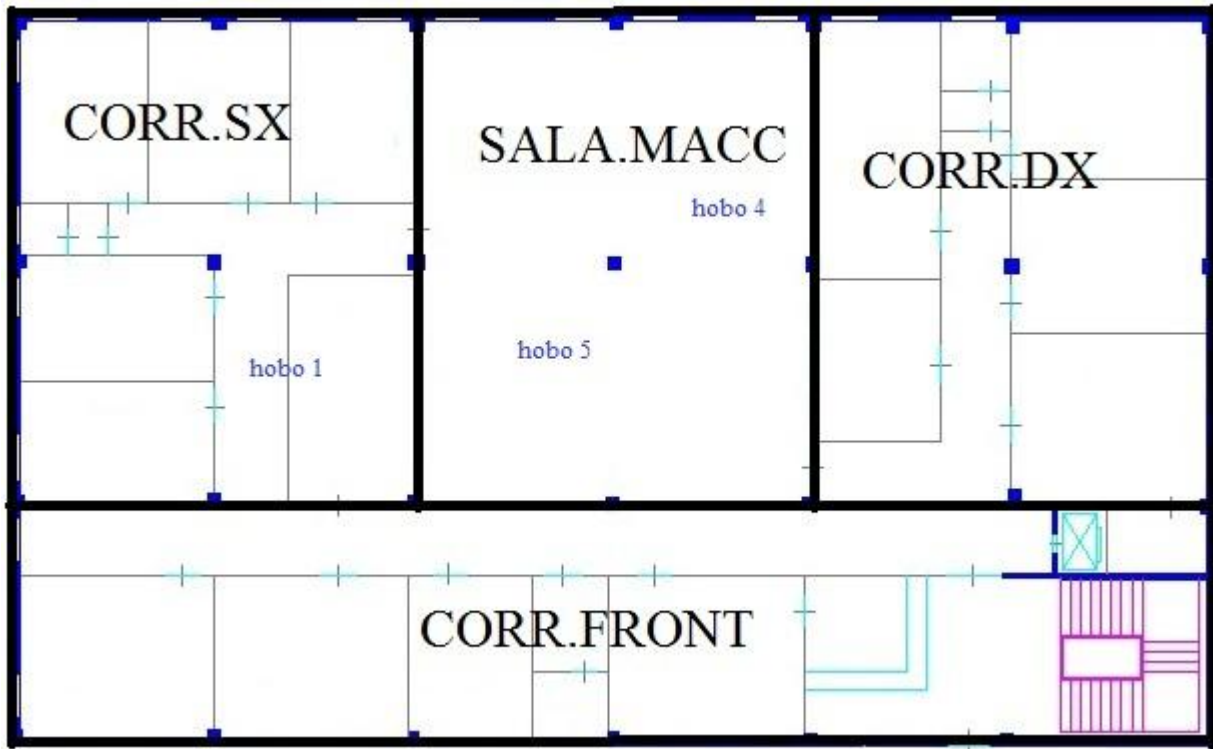 CORR.SX
SALA.MACC
CORR.DX
hobo 4
hobo 5
hobo 1
CORR.FRONT